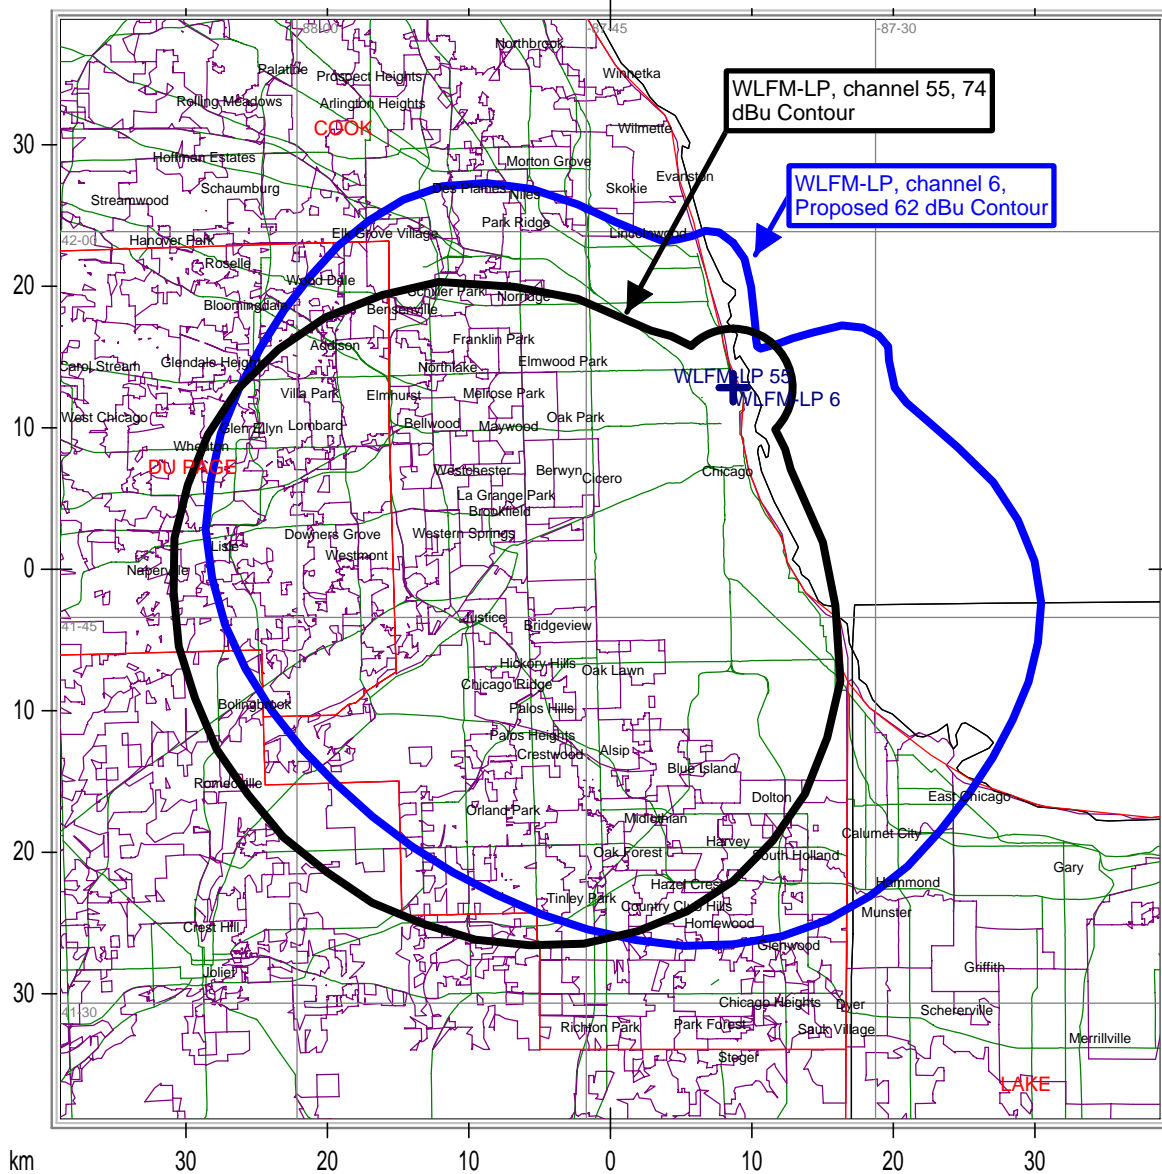 -88-00
-87-45
-87-30
Northbrook
Palatine
Prospect Heights
Winnetka
WLFM-LP, channel 55, 74
dBu Contour
Rolling Meadows
Arlington Heights
COOK
Wilmette
30
Hoffman Estates
Morton Grove
Evanston
WLFM-LP, channel 6,
Proposed 62 dBu Contour
Schaumburg
Des Plaines
Niles
Skokie
Streamwood
Park Ridge
42-00
Hanover Park
Elk Grove Village
Lincolnwood
Roselle
Wood Dale
20
Schiller Park
Norridge
Bloomingdale
Bensenville
Addison
Franklin Park
Carol Stream
Glendale Heights
Northlake
Elmwood Park
WLFM-LP 55
Villa Park
Elmhurst
Melrose Park
WLFM-LP 6
West Chicago
Glen Ellyn
Lombard
Bellwood
Maywood
Oak Park
10
Wheaton
DU PAGE
Westchester
Berwyn
Cicero
Chicago
La Grange Park
Brookfield
Downers Grove
Western Springs
Lisle
Westmont
0
Naperville
41-45
Justice
Bridgeview
Hickory Hills
Oak Lawn
Chicago Ridge
10
Bolingbrook
Palos Hills
Palos Heights
Crestwood
Alsip
Blue Island
Romeoville
Dolton
East Chicago
Orland Park
Midlothian
Calumet City
20
Oak Forest
Harvey
South Holland
Gary
Hazel Crest
Hammond
Tinley Park
Country Club Hills
Munster
Crest Hill
Homewood
Glenwood
Joliet
Griffith
30
41-30
Chicago Heights
Dyer
Schererville
Richton Park
Park Forest
Sauk Village
Merrillville
Steger
LAKE
km
30
20
10
0
10
20
30